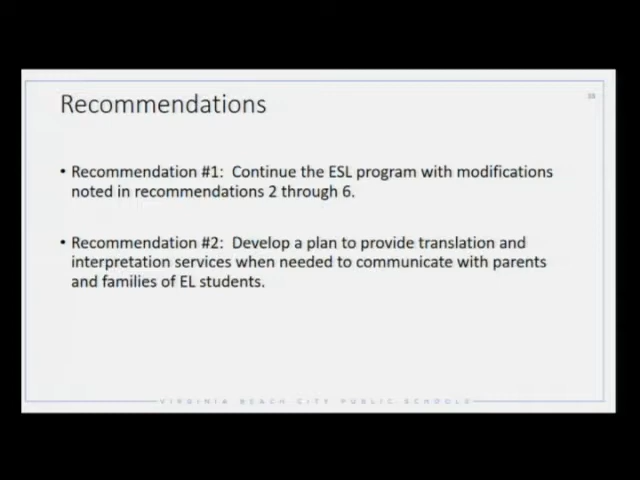 Recommendations
• Recommendation #1:  Continue the ESL program with modifications
noted in recommendations 2 through 6.
• Recommendation #2:  Develop a plan to provide translation and
interpretation services when needed to communicate with parents
and families of EL students.
VIRGINIA BEACH CITY PUBLIC SCHOOLS